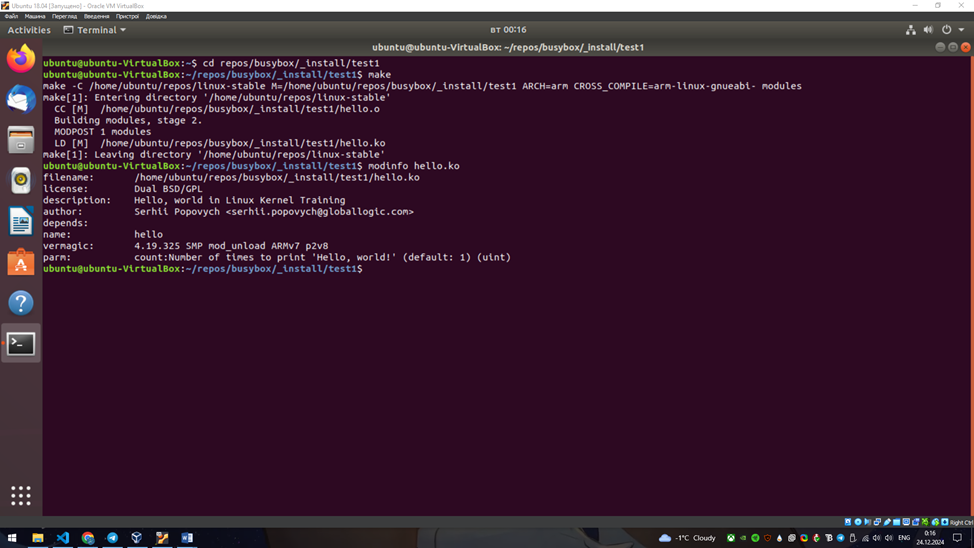 Ubuntu 18.04 [Запущено] - Oracle VM VirtualBox
Файл Машина Перегляд Введення Пристрої Довідка
Activities Terminal ВТ 00:16
ubuntu@ubuntu-VirtualBox: ~/repos/busybox/_install/test1
ubuntu@ubuntu-VirtualBox:~$ cd repos/busybox/_install/test1
ubuntu@ubuntu-VirtualBox:~/repos/busybox/_install/test1$ make
make -C /home/ubuntu/repos/linux-stable M=/home/ubuntu/repos/busybox/_install/test1 ARCH=arm CROSS_COMPILE=arm-linux-gnueabi- modules
make[1]: Entering directory '/home/ubuntu/repos/linux-stable'
CC [M] /home/ubuntu/repos/busybox/_install/test1/hello.o
Building modules, stage 2.
MODPOST 1 modules
LD [M] /home/ubuntu/repos/busybox/_install/test1/hello.ko
make[1]: Leaving directory '/home/ubuntu/repos/linux-stable'
ubuntu@ubuntu-VirtualBox:~/repos/busybox/_install/test1$ modinfo hello.ko
filename: /home/ubuntu/repos/busybox/_install/test1/hello.ko
license: Dual BSD/GPL
description: Hello, world in Linux Kernel Training
author: Serhii Popovych <serhii.popovych@globallogic.com>
depends:
name: hello
vermagic: 4.19.325 SMP mod_unload ARMv7 p2v8
parm: count:Number of times to print 'Hello, world!' (default: 1) (uint)
ubuntu@ubuntu-VirtualBox:~/repos/busybox/_install/test1$
Right Ctrl
-1°C Cloudy ENG 0:16
24.12.2024